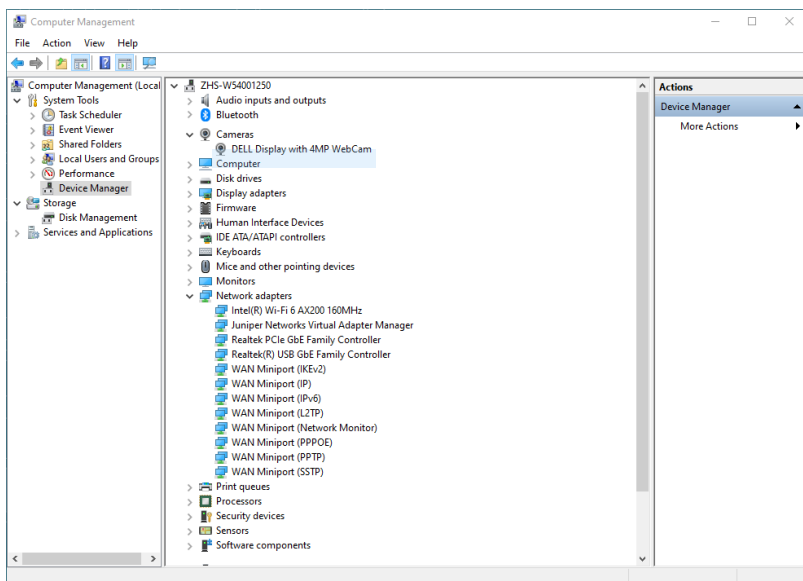 Computer Management
File Action View Help
Computer Management (Local
System Tools
Task Scheduler
Event Viewer
Shared Folders
Local Users and Groups
Performance
Device Manager
Storage
Disk Management
Services and Applications
ZHS-W54001250
Audio inputs and outputs
Bluetooth
Cameras
DELL Display with 4MP WebCam
Computer
Disk drives
Display adapters
Firmware
Human Interface Devices
IDE ATA/ATAPI controllers
Keyboards
Mice and other pointing devices
Monitors
Network adapters
Intel(R) Wi-Fi 6 AX200 160MHz
Juniper Networks Virtual Adapter Manager
Realtek PCIe GbE Family Controller
Realtek(R) USB GbE Family Controller
WAN Miniport (IKEv2)
WAN Miniport (IP)
WAN Miniport (IPv6)
WAN Miniport (L2TP)
WAN Miniport (Network Monitor)
WAN Miniport (PPPOE)
WAN Miniport (PPTP)
WAN Miniport (SSTP)
Print queues
Processors
Security devices
Sensors
Software components
Actions
Device Manager
More Actions